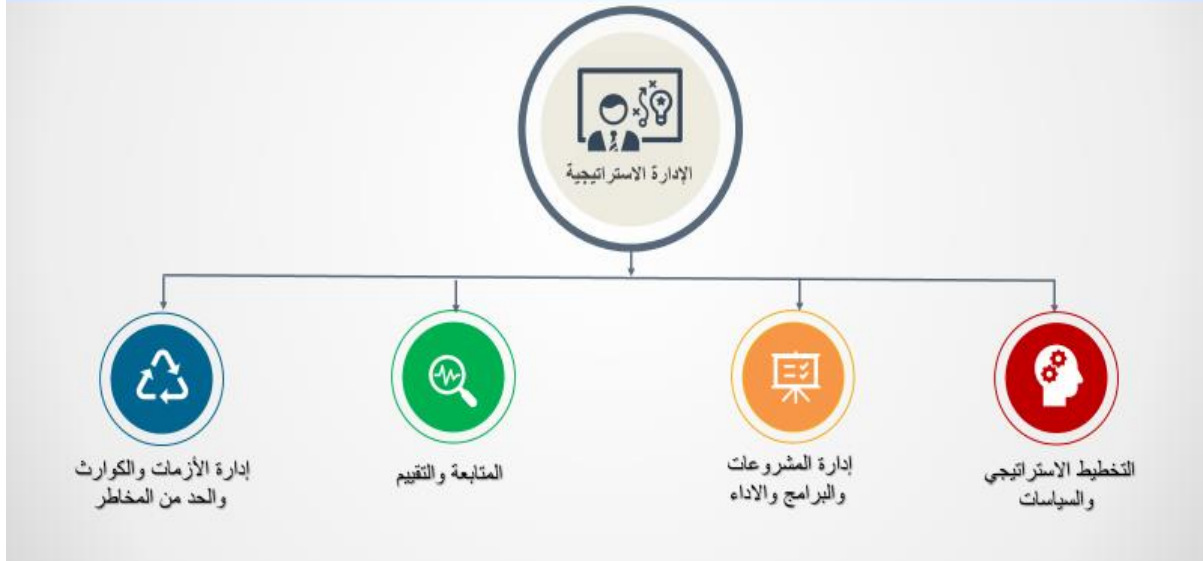 الإدارة الاستراتيجية
التخطيط الاستراتيجي
والسياسات
إدارة المشروعات
والبرامج والاداء
المتابعة والتقييم
إدارة الأزمات والكوارث
والحد من المخاطر